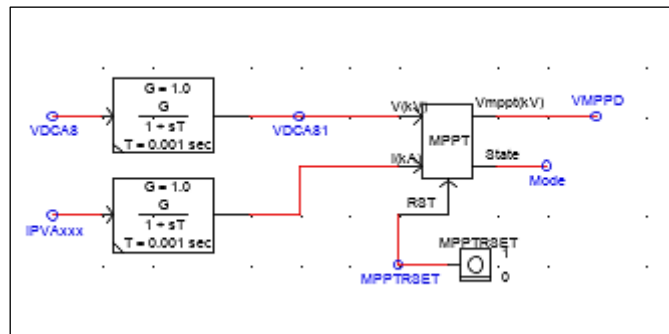 G = 1.0
G
1 + sT
T = 0.001 sec
VDCA8
VDCA81
V(kV)
Vmppt(kV)
VMPPD
MPPT
I(kA)
State
Mode
G = 1.0
G
1 + sT
T = 0.001 sec
IPVAxxx
RST
MPPTRSET
MPPTRSET
1
0